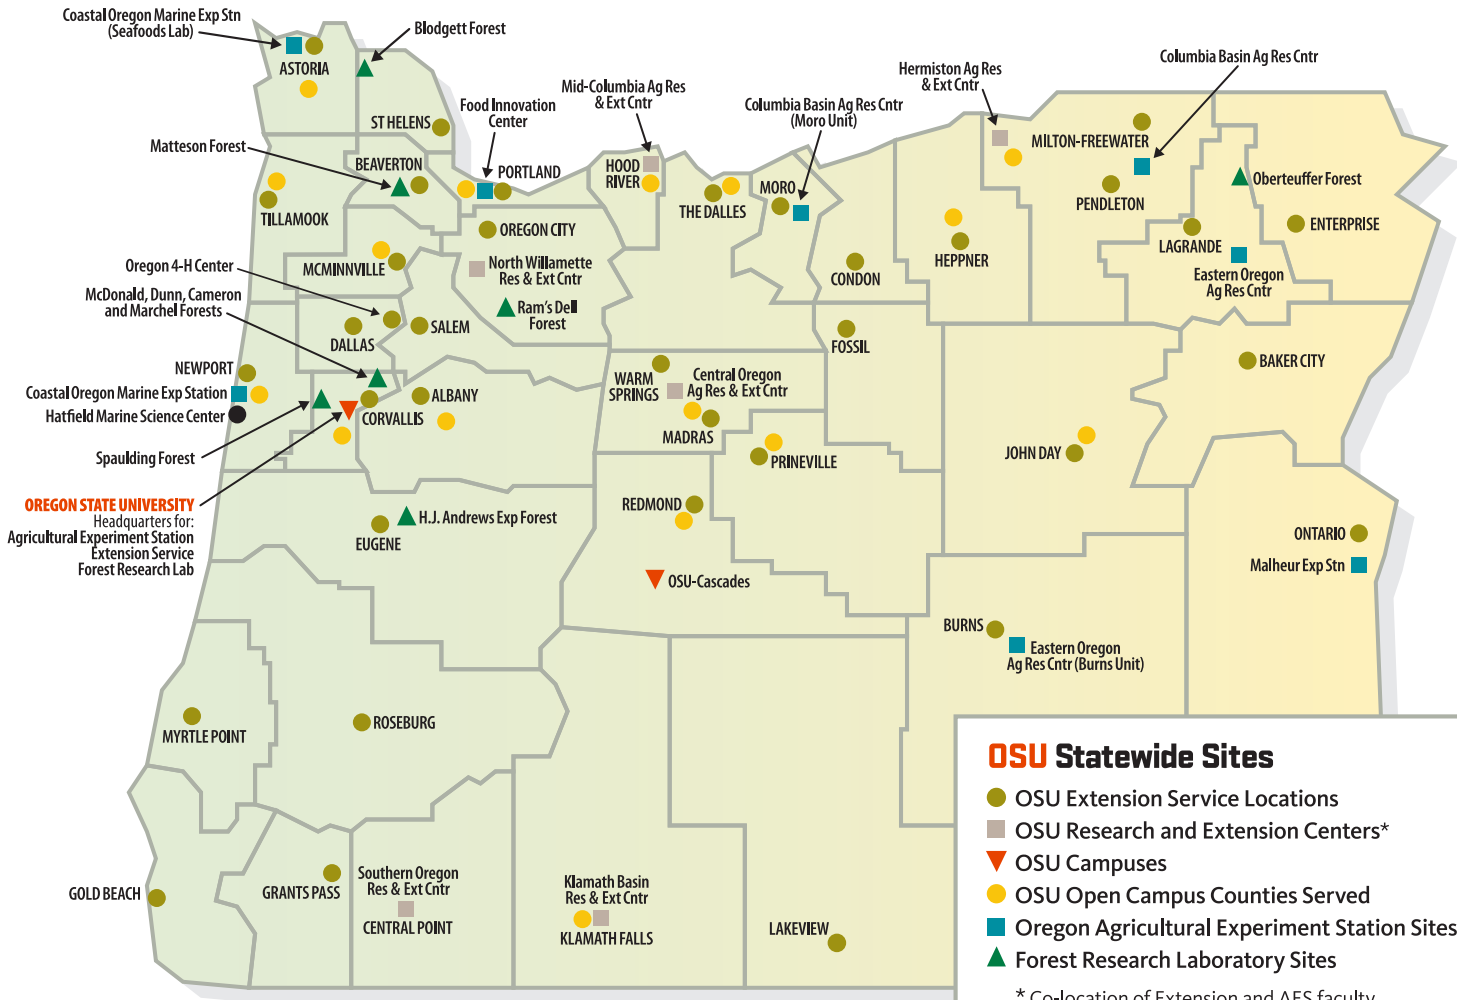 Coastal Oregon Marine Exp Stn
(Seafoods Lab)
Blodgett Forest
ASTORIA
Mid-Columbia Ag Res
& Ext Cntr
Hermiston Ag Res
& Ext Cntr
Columbia Basin Ag Res Cntr
Columbia Basin Ag Res Cntr
(Moro Unit)
Food Innovation
Center
ST HELENS
Matteson Forest
BEAVERTON
PORTLAND
HOOD
RIVER
MILTON-FREEWATER
THE DALLES
MORO
PENDLETON
Oberteuffer Forest
TILLAMOOK
OREGON CITY
LAGRANDE
ENTERPRISE
Oregon 4-H Center
MCMINNVILLE
North Willamette
Res & Ext Cntr
CONDON
HEPPNER
Eastern Oregon
Ag Res Cntr
McDonald, Dunn, Cameron
and Marchel Forests
Ram's Dell
Forest
DALLAS
SALEM
FOSSIL
BAKER CITY
NEWPORT
Coastal Oregon Marine Exp Station
Hatfield Marine Science Center
WARM
SPRINGS
Central Oregon
Ag Res & Ext Cntr
ALBANY
CORVALLIS
MADRAS
Spaulding Forest
PRINEVILLE
JOHN DAY
OREGON STATE UNIVERSITY
Headquarters for:
Agricultural Experiment Station
Extension Service
Forest Research Lab
REDMOND
H.J. Andrews Exp Forest
EUGENE
ONTARIO
Malheur Exp Stn
OSU-Cascades
BURNS
Eastern Oregon
Ag Res Cntr (Burns Unit)
MYRTLE POINT
ROSEBURG
GOLD BEACH
GRANTS PASS
Southern Oregon
Res & Ext Cntr
CENTRAL POINT
Klamath Basin
Res & Ext Cntr
KLAMATH FALLS
LAKEVIEW
OSU Statewide Sites
OSU Extension Service Locations
OSU Research and Extension Centers*
OSU Campuses
OSU Open Campus Counties Served
Oregon Agricultural Experiment Station Sites
Forest Research Laboratory Sites
* Co-location of Extension and AES faculty